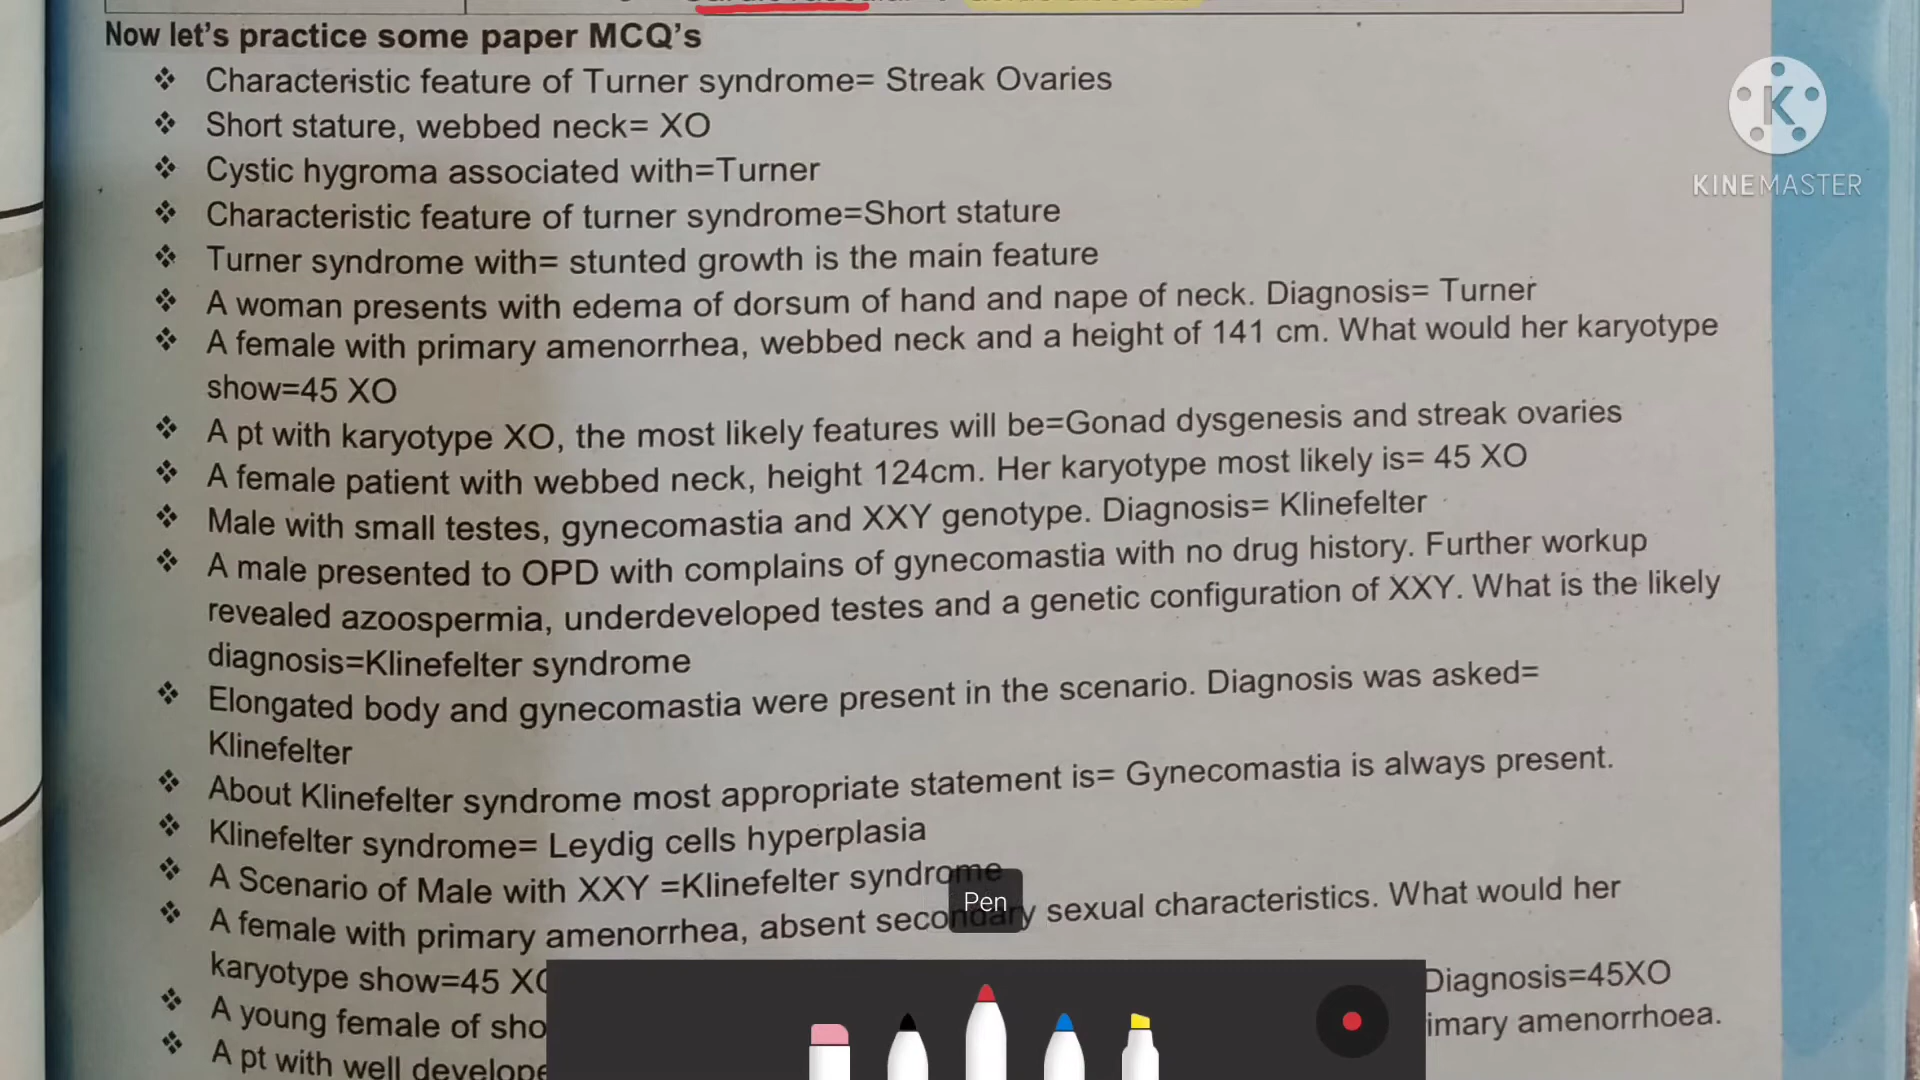 Now let's practice some paper MCQ's
❖ Characteristic feature of Turner syndrome= Streak Ovaries
❖ Short stature, webbed neck= XO
❖ Cystic hygroma associated with=Turner
❖ Characteristic feature of turner syndrome=Short stature
❖ Turner syndrome with= stunted growth is the main feature
❖ A woman presents with edema of dorsum of hand and nape of neck. Diagnosis= Turner
❖ A female with primary amenorrhea, webbed neck and a height of 141 cm. What would her karyotype
show=45 XO
❖ A pt with karyotype XO, the most likely features will be=Gonad dysgenesis and streak ovaries
❖ A female patient with webbed neck, height 124cm. Her karyotype most likely is= 45 XO
❖ Male with small testes, gynecomastia and XXY genotype. Diagnosis= Klinefelter
❖ A male presented to OPD with complains of gynecomastia with no drug history. Further workup
revealed azoospermia, underdeveloped testes and a genetic configuration of XXY. What is the likely
diagnosis=Klinefelter syndrome
❖ Elongated body and gynecomastia were present in the scenario. Diagnosis was asked=
Klinefelter
❖ About Klinefelter syndrome most appropriate statement is= Gynecomastia is always present.
❖ Klinefelter syndrome= Leydig cells hyperplasia
❖ A Scenario of Male with XXY =Klinefelter syndrome
❖ A female with primary amenorrhea, absent secondary sexual characteristics. What would her
karyotype show=45 XO
❖ A young female of Diagnosis=45XO
❖ A pt with well amenorrhoea.
Pen
K
KINEMASTER